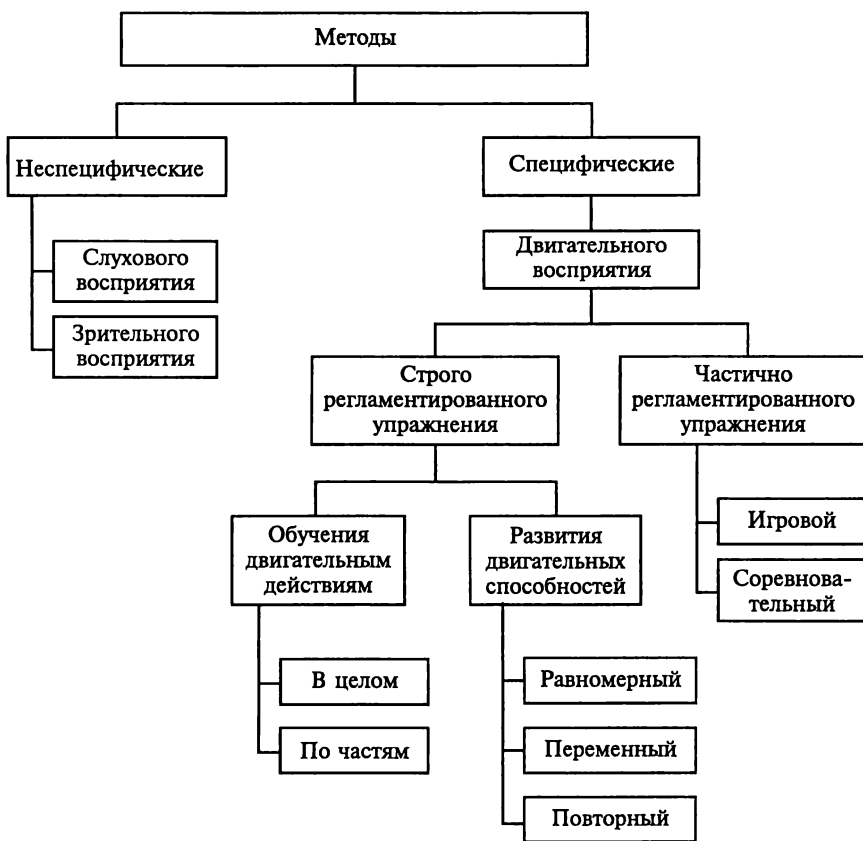 Методы
Неспецифические
Специфические
Слухового
восприятия
Зрительного
восприятия
Двигательного
восприятия
Строго
регламентированного
упражнения
Частично
регламентированного
упражнения
Обучения
двигательным
действиям
Развития
двигательных
способностей
Игровой
Соревнова-
тельный
В целом
По частям
Равномерный
Переменный
Повторный